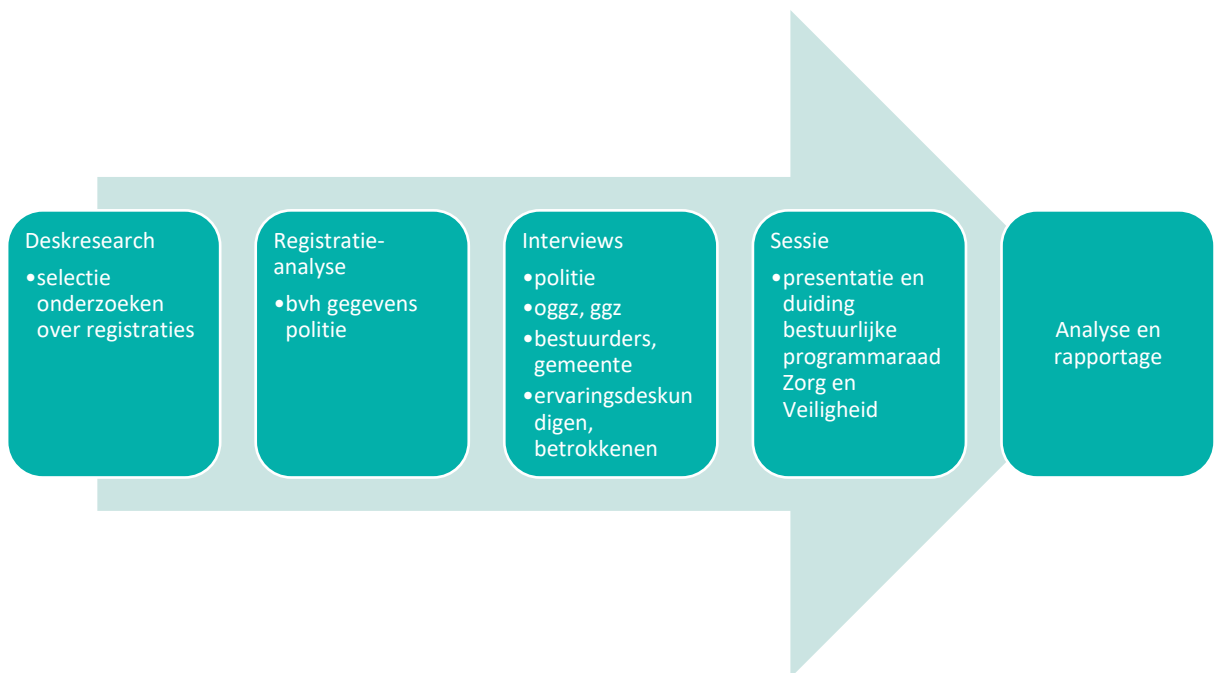 Deskresearch
•selectie
onderzoeken
over registraties
Registratie-
analyse
•bvh gegevens
politie
Interviews
•politie
•oggz, ggz
•bestuurders,
gemeente
•ervaringsdeskun
digen,
betrokkenen
Sessie
•presentatie en
duiding
bestuurlijke
programmaraad
Zorg en
Veiligheid
Analyse en
rapportage